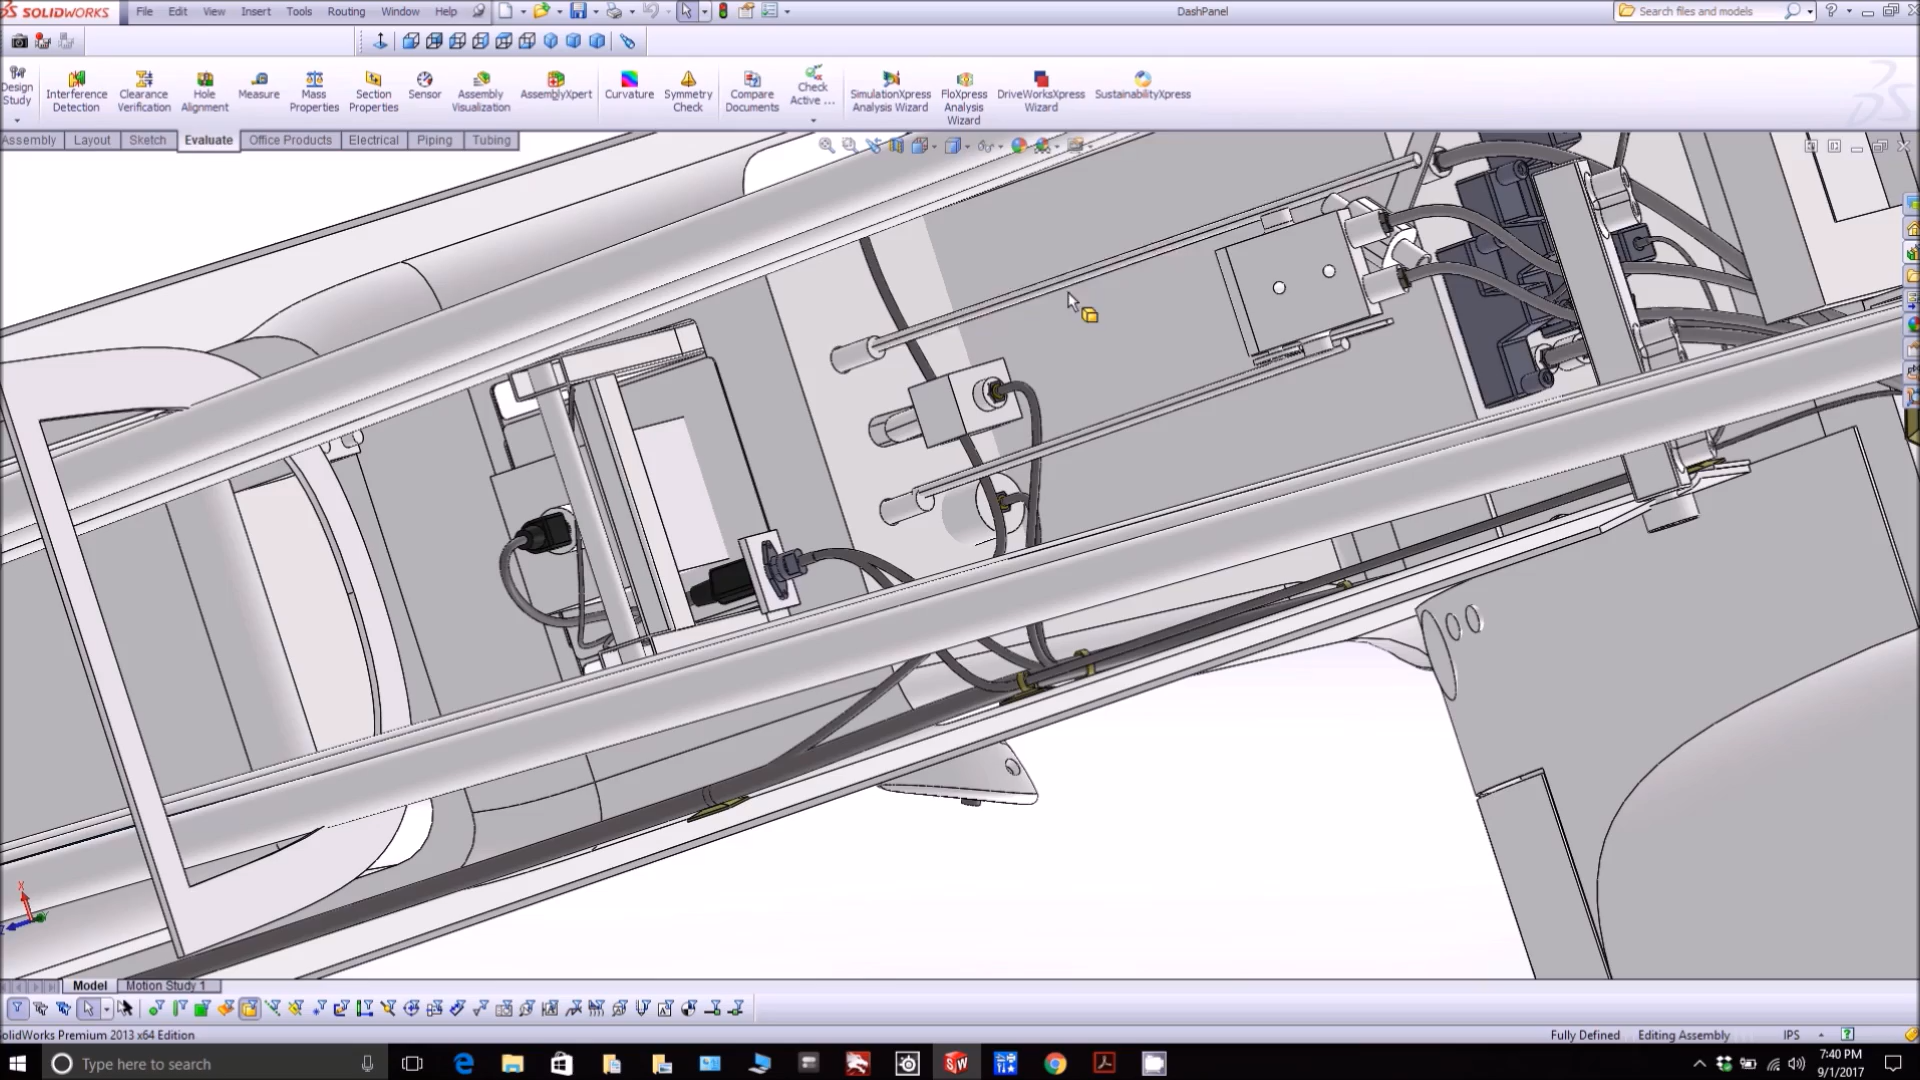 SOLIDWORKS File Edit View Insert Tools Routing Window Help DashPanel Search files and models
Design Study
Interference Detection
Clearance Verification
Hole Alignment
Measure
Mass Properties
Section Properties
Sensor
Assembly Visualization
AssemblyXpert
Curvature
Symmetry Check
Compare Documents
Check Active ...
SimulationXpress Analysis Wizard
FloXpress Analysis Wizard
DriveWorksXpress Wizard
SustainabilityXpress
Assembly Layout Sketch Evaluate Office Products Electrical Piping Tubing
X
Z
Model Motion Study 1
olidWorks Premium 2013 x64 Edition Fully Defined Editing Assembly IPS
Type here to search
SW
7:40 PM
9/1/2017